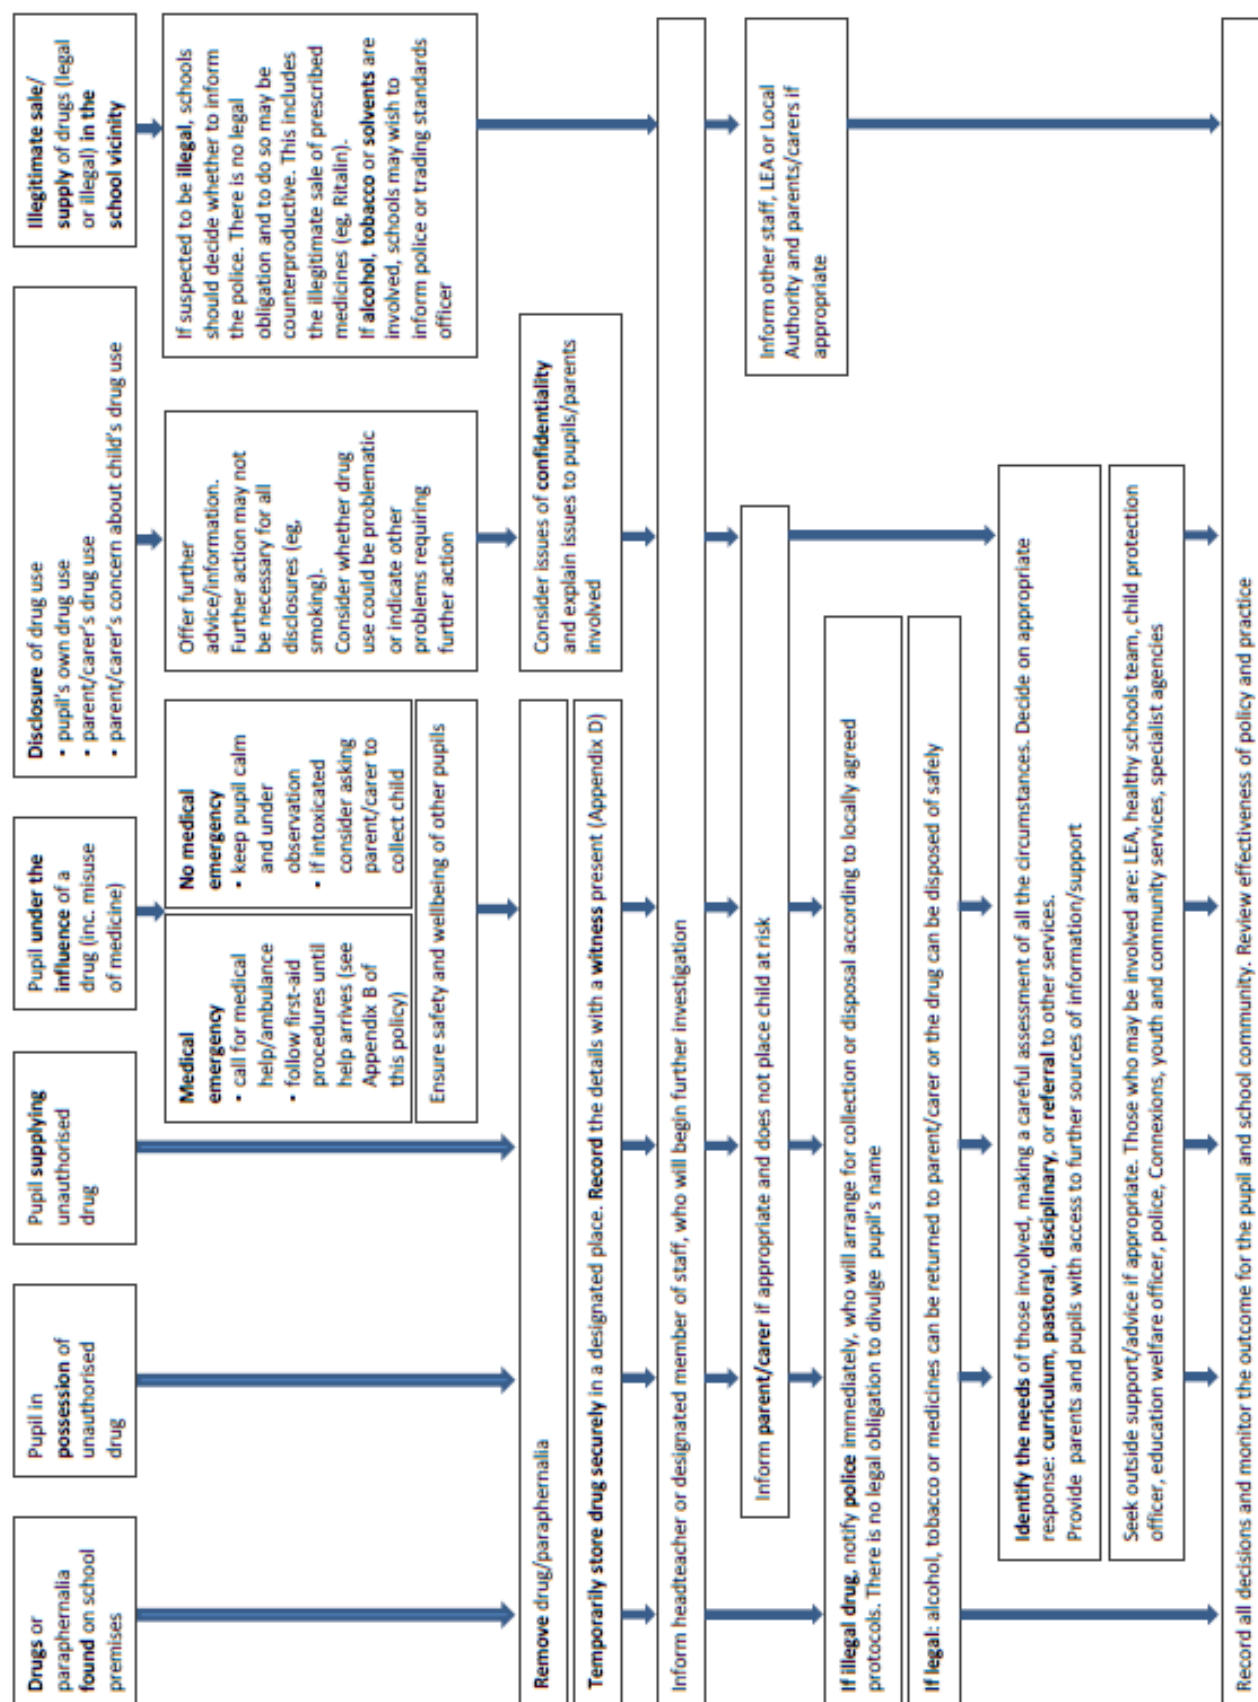 Drugs or
paraphernalia
found on school
premises
Pupil in
possession of
unauthorised
drug
Pupil supplying
unauthorised
drug
Pupil under the
influence of a
drug (inc. misuse
of medicine)
Disclosure of drug use
• pupil's own drug use
• parent/carer's drug use
• parent/carer's concern about child's drug use
Illegitimate sale/
supply of drugs (legal
or illegal) in the
school vicinity
Medical
emergency
• call for medical
help/ambulance
• follow first-aid
procedures until
help arrives (see
Appendix B of
this policy)
No medical
emergency
• keep pupil calm
and under
observation
• if intoxicated
consider asking
parent/carer to
collect child
Ensure safety and wellbeing of other pupils
Offer further
advice/information.
Further action may not
be necessary for all
disclosures (eg,
smoking).
Consider whether drug
use could be problematic
or indicate other
problems requiring
further action
If suspected to be illegal, schools
should decide whether to inform
the police. There is no legal
obligation and to do so may be
counterproductive. This includes
the illegitimate sale of prescribed
medicines (eg, Ritalin).
If alcohol, tobacco or solvents are
involved, schools may wish to
inform police or trading standards
officer
Remove drug/paraphernalia
Temporarily store drug securely in a designated place. Record the details with a witness present (Appendix D)
Consider issues of confidentiality
and explain issues to pupils/parents
involved
Inform headteacher or designated member of staff, who will begin further investigation
Inform parent/carer if appropriate and does not place child at risk
Inform other staff, LEA or Local
Authority and parents/carers if
appropriate
If illegal drug, notify police immediately, who will arrange for collection or disposal according to locally agreed
protocols. There is no legal obligation to divulge pupil's name
If legal: alcohol, tobacco or medicines can be returned to parent/carer or the drug can be disposed of safely
Identify the needs of those involved, making a careful assessment of all the circumstances. Decide on appropriate
response: curriculum, pastoral, disciplinary, or referral to other services.
Provide parents and pupils with access to further sources of information/support
Seek outside support/advice if appropriate. Those who may be involved are: LEA, healthy schools team, child protection
officer, education welfare officer, police, Connexions, youth and community services, specialist agencies
Record all decisions and monitor the outcome for the pupil and school community. Review effectiveness of policy and practice